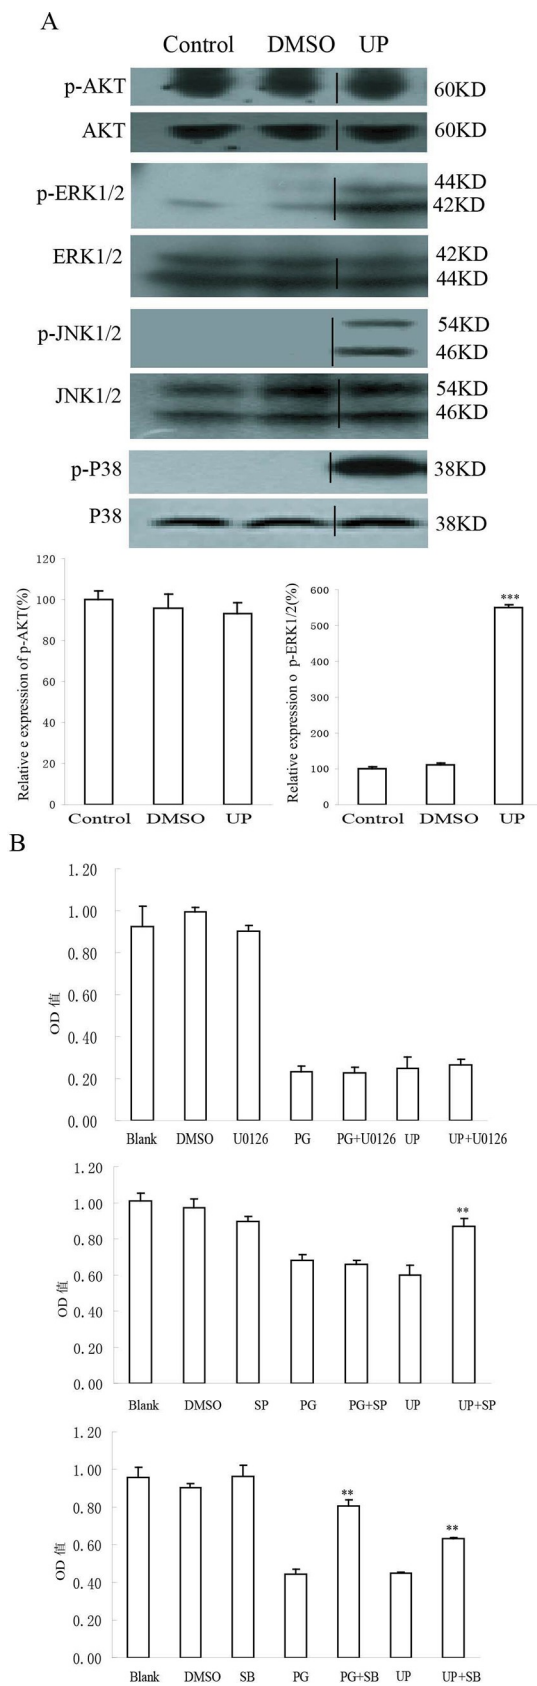 A
Control DMSO UP
p-AKT 60KD
AKT 60KD
p-ERK1/2 44KD
42KD
ERK1/2 42KD
44KD
p-JNK1/2 54KD
46KD
JNK1/2 54KD
46KD
p-P38 38KD
P38 38KD
Relative e expression of p-AKT(%)
120
100
80
60
40
20
0
Control DMSO UP
Relative expression o p-ERK1/2(%)
600
500
400
300
200
100
0
***
Control DMSO UP
B
OD 值
1.20
1.00
0.80
0.60
0.40
0.20
0.00
Blank DMSO U0126 PG PG+U0126 UP UP+U0126
OD 值
1.20
1.00
0.80
0.60
0.40
0.20
0.00
**
Blank DMSO SP PG PG+SP UP UP+SP
OD 值
1.20
1.00
0.80
0.60
0.40
0.20
0.00
**
**
Blank DMSO SB PG PG+SB UP UP+SB